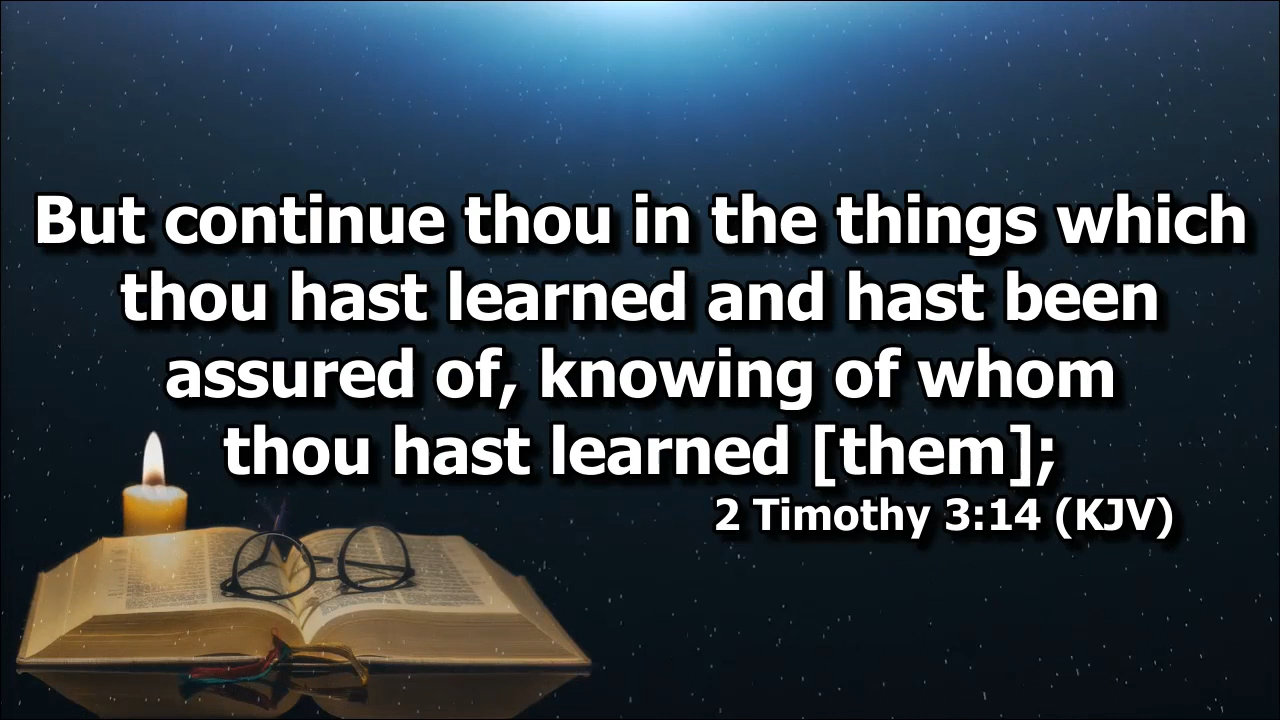 But continue thou in the things which
thou hast learned and hast been
assured of, knowing of whom
thou hast learned [them];
2 Timothy 3:14 (KJV)